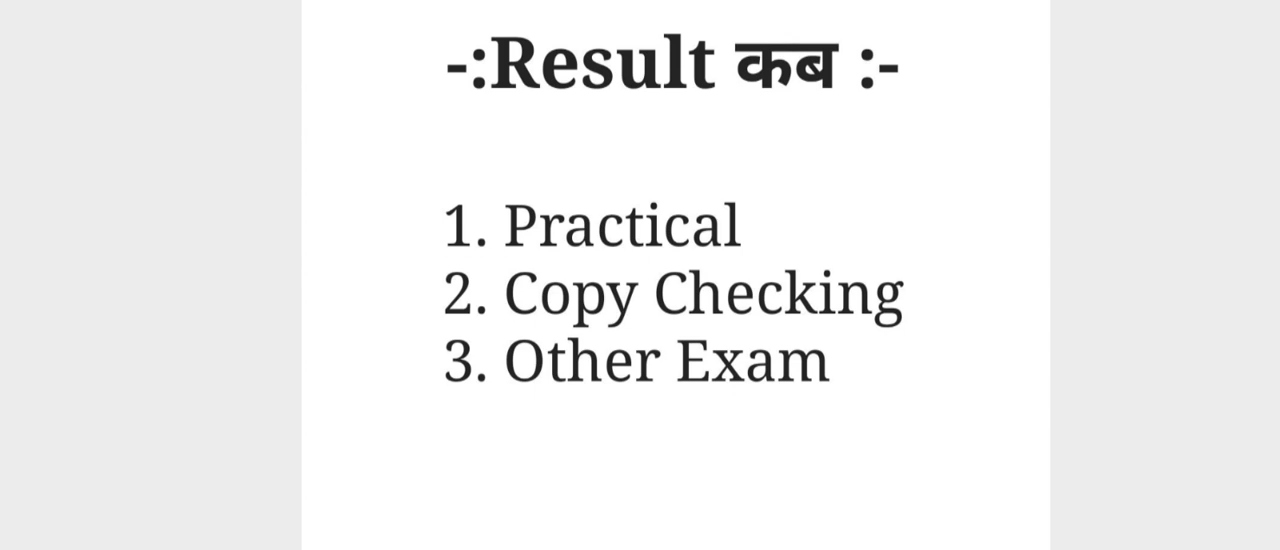 -:Result कब :-
1. Practical
2. Copy Checking
3. Other Exam